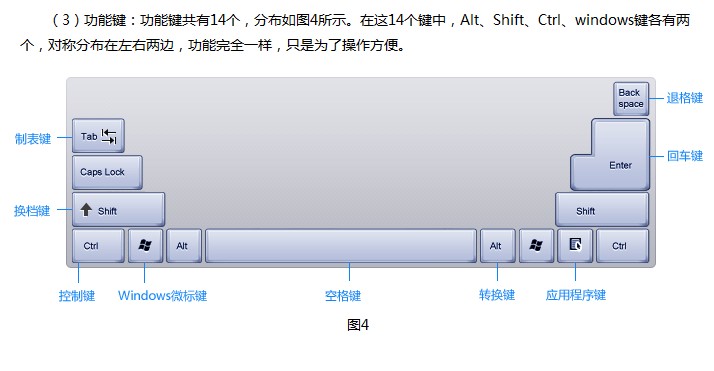 （3）功能键：功能键共有14个，分布如图4所示。在这14个键中，Alt、Shift、Ctrl、windows键各有两
个，对称分布在左右两边，功能完全一样，只是为了操作方便。
Back
space
退格键
制表键
Tab
Enter
回车键
Caps Lock
换档键
Shift
Shift
Ctrl
Alt
Alt
Ctrl
控制键
Windows微标键
空格键
转换键
应用程序键
图4